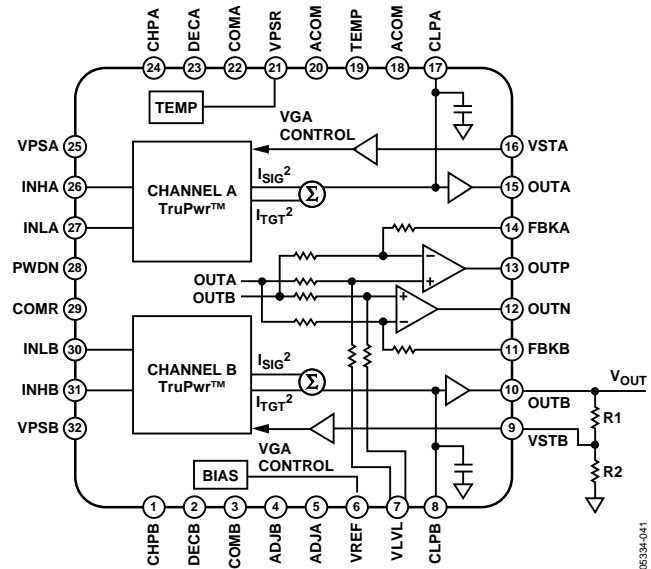 CHPA DECA COMA VPSR ACOM TEMP ACOM CLPA
24 23 22 21 20 19 18 17
TEMP
VGA
CONTROL
VPSA 25
16 VSTA
INHA 26
CHANNEL A
TruPwr™
ISIG2
ITGT2
Σ
15 OUTA
INLA 27
14 FBKA
PWDN 28
OUTA
OUTB
− +
13 OUTP
COMR 29
+ −
12 OUTN
INLB 30
11 FBKB
CHANNEL B
TruPwr™
ISIG2
ITGT2
Σ
INHB 31
10 OUTB
VOUT
R1
VPSB 32
9 VSTB
R2
VGA
CONTROL
BIAS
1 2 3 4 5 6 7 8
CHPB DECB COMB ADJB ADJA VREF VLVL CLPB
05334-041